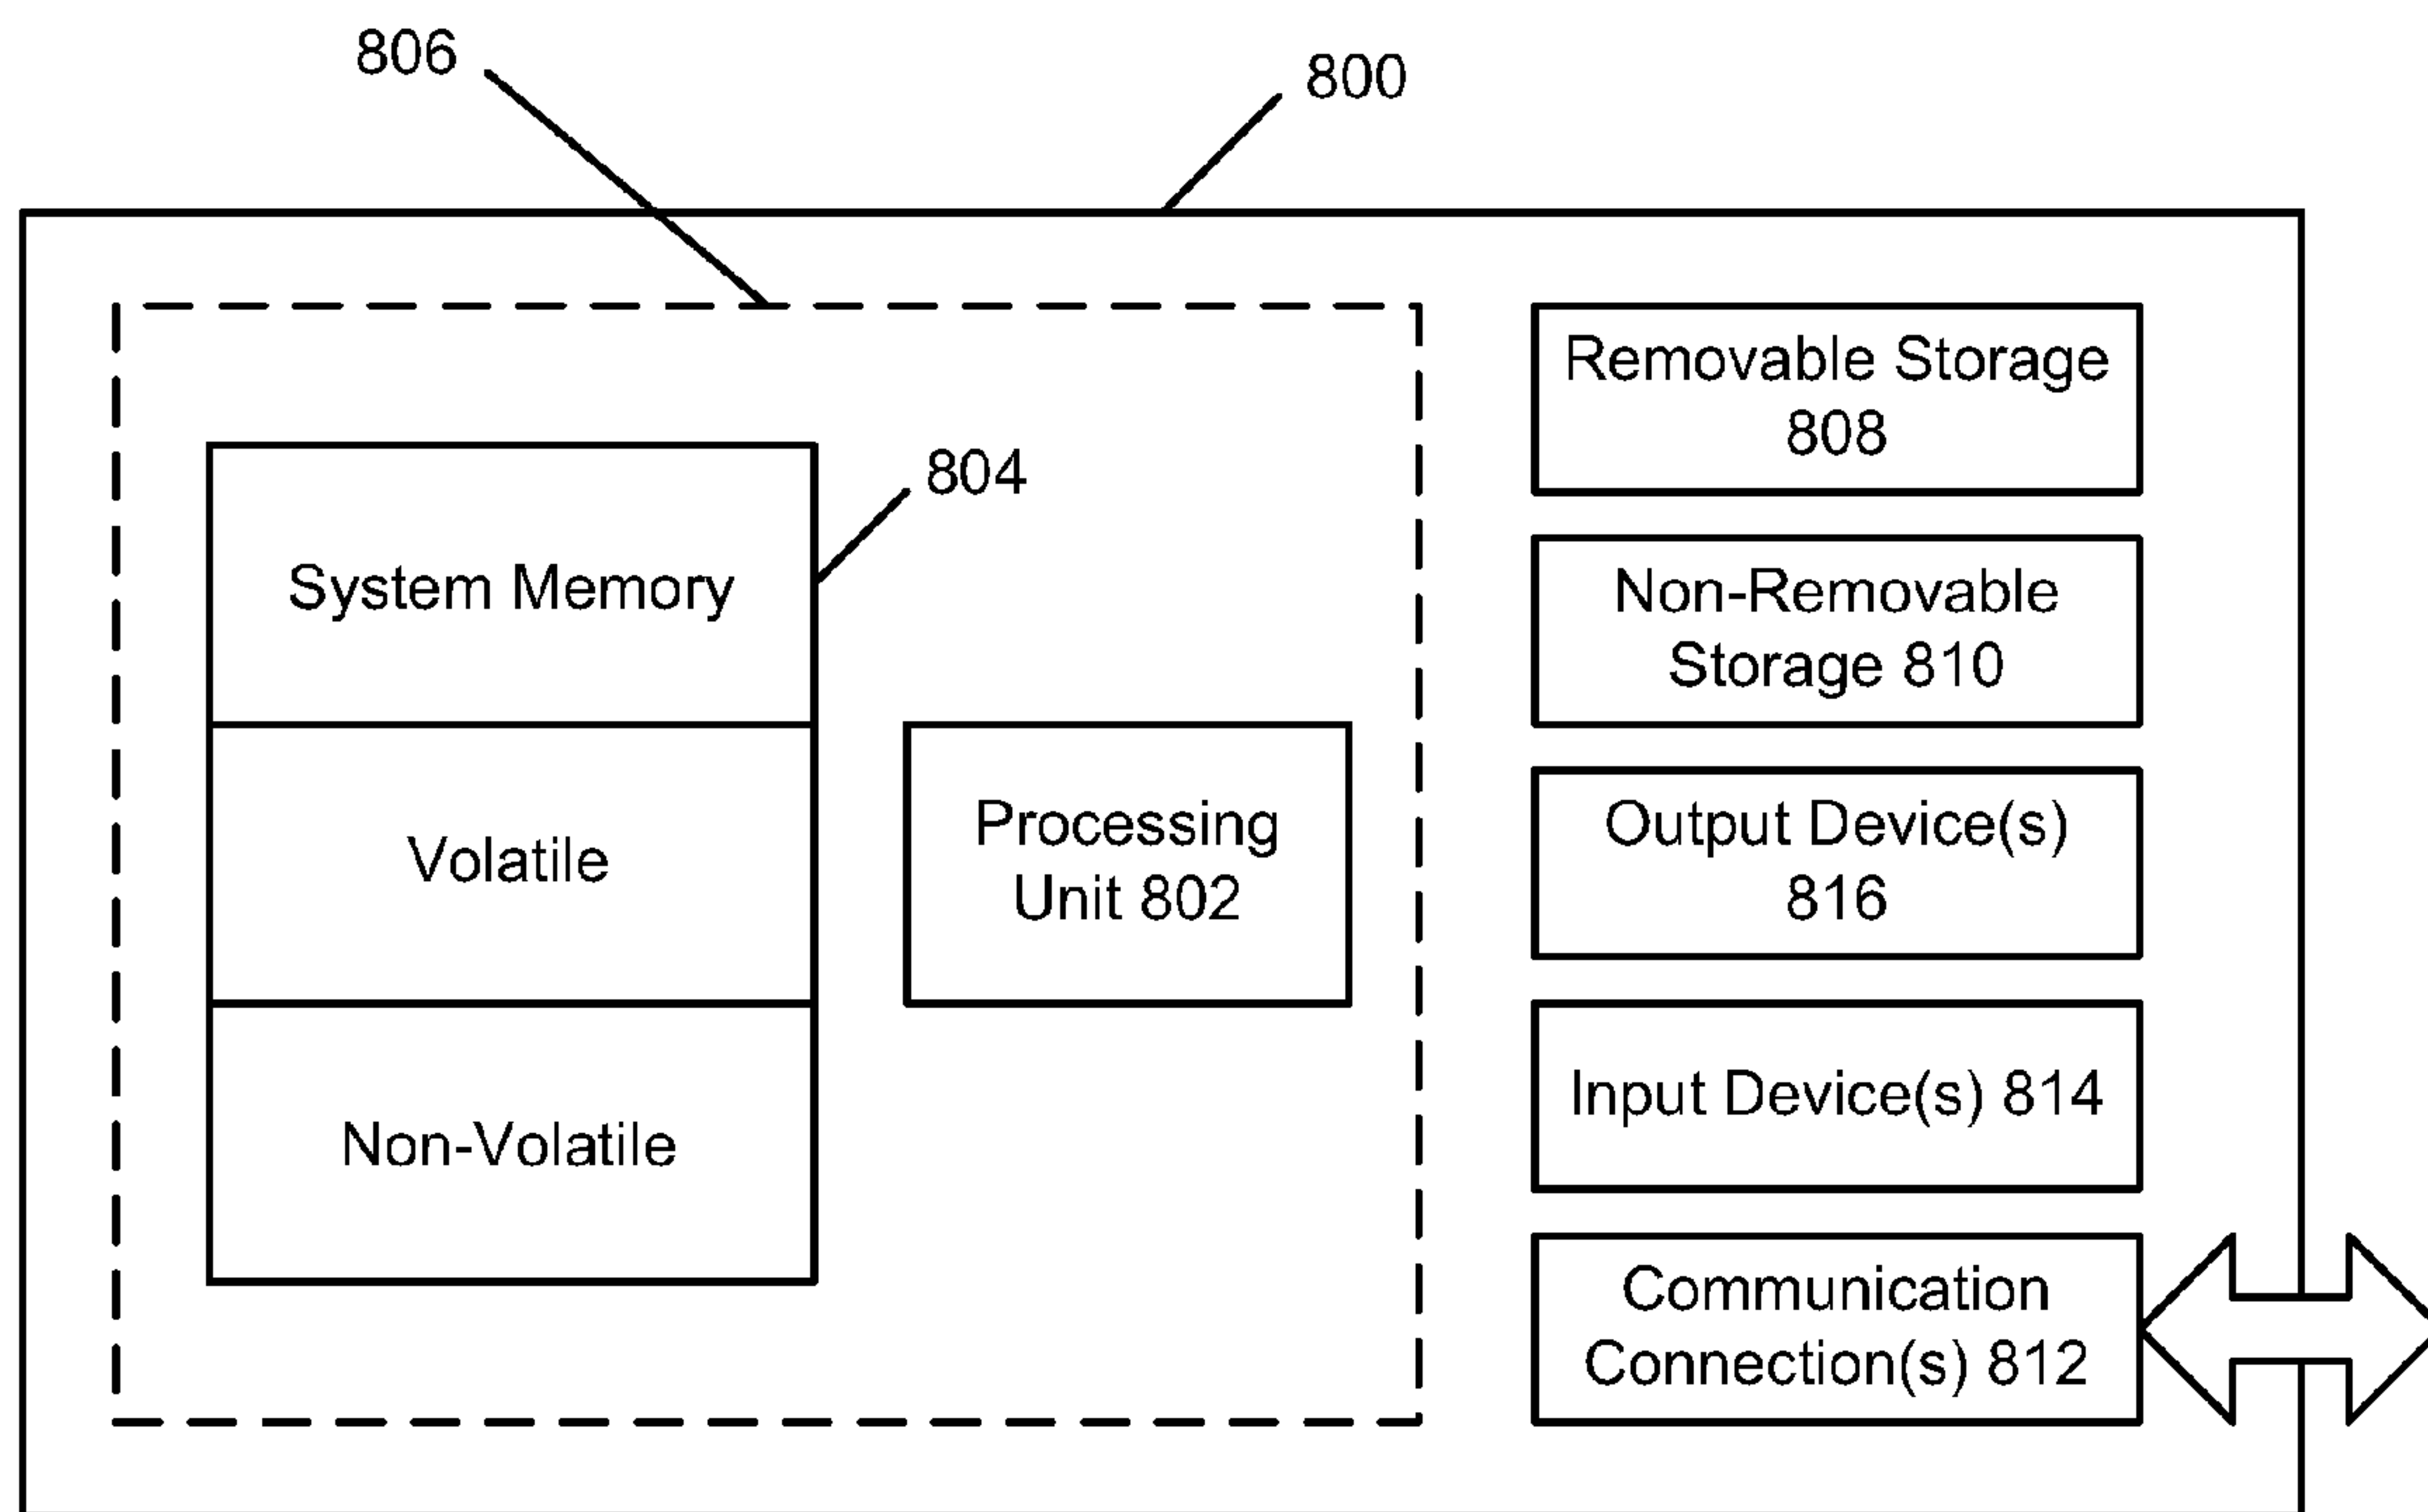 806
800
804
System Memory
Volatile
Non-Volatile
Processing
Unit 802
Removable Storage
808
Non-Removable
Storage 810
Output Device(s)
816
Input Device(s) 814
Communication
Connection(s) 812